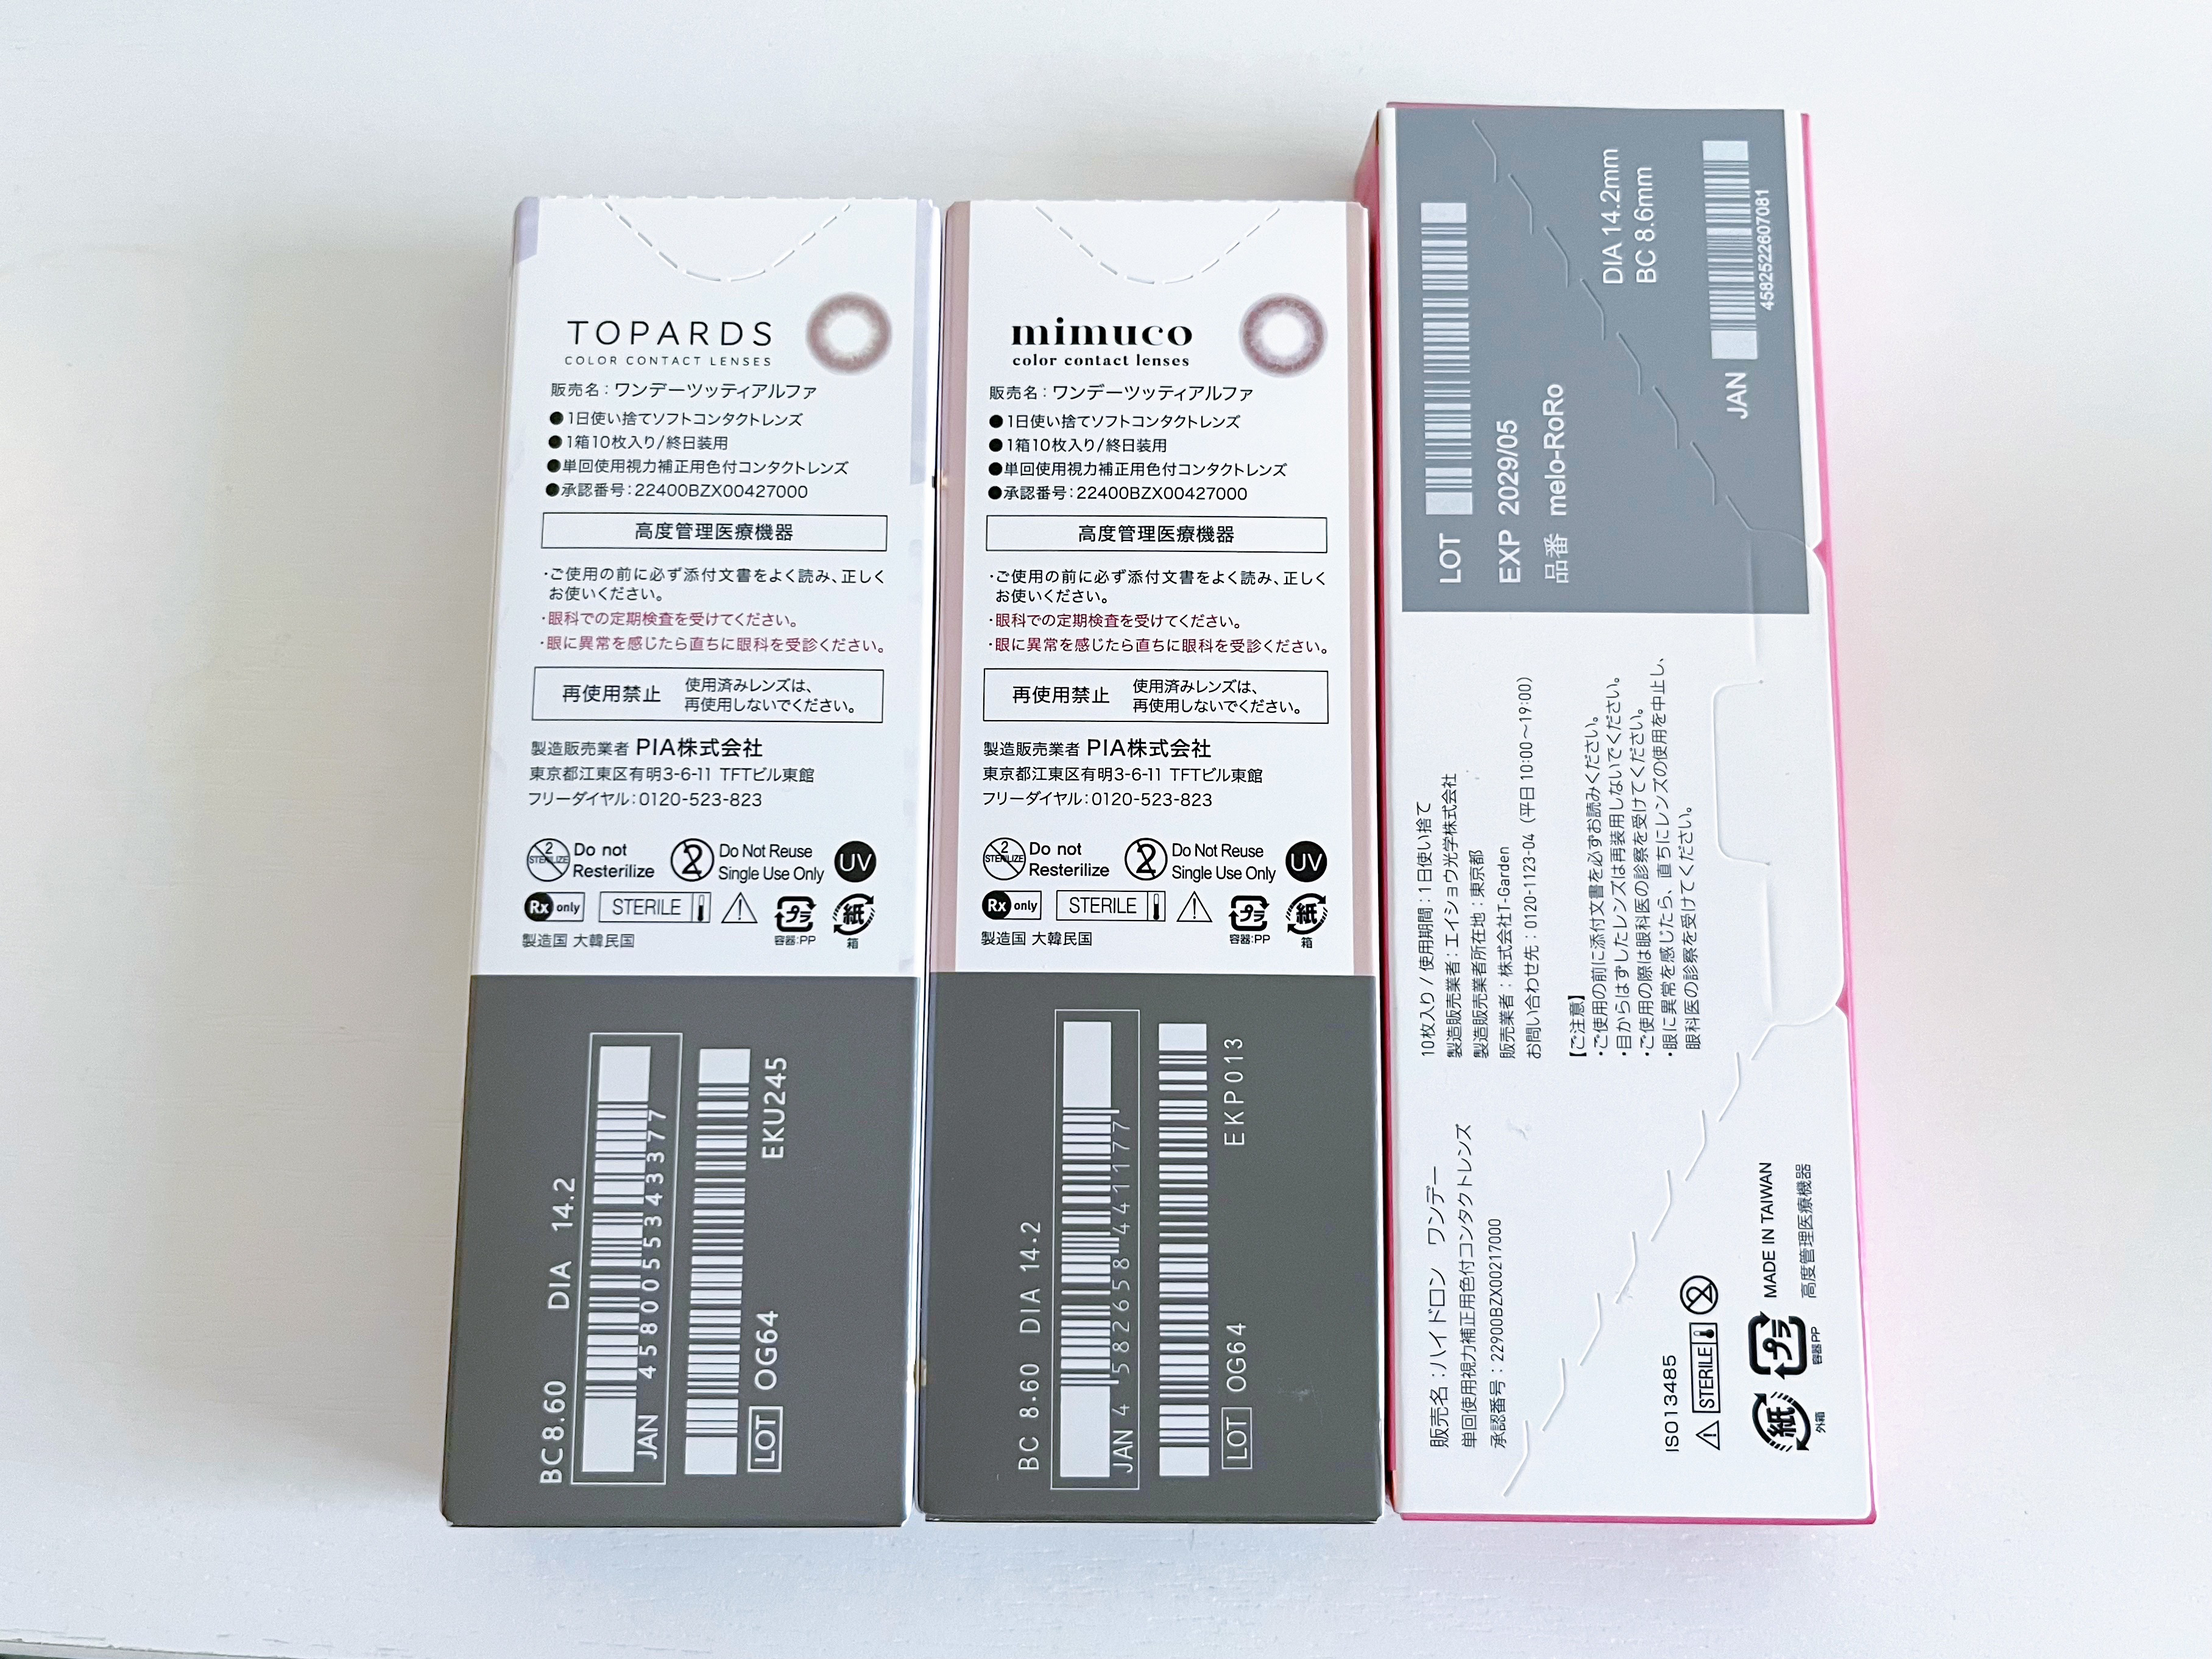 TOPARDS
COLOR CONTACT LENSES
販売名：ワンデーツッティアルファ
●1日使い捨てソフトコンタクトレンズ
●1箱10枚入り/終日装用
●単回使用視力補正用色付コンタクトレンズ
●承認番号：22400BZX00427000
高度管理医療機器
・ご使用の前に必ず添付文書をよく読み、正しく
お使いください。
・眼科での定期検査を受けてください。
・眼に異常を感じたら直ちに眼科を受診ください。
再使用禁止
使用済みレンズは、
再使用しないでください。
製造販売業者 PIA株式会社
東京都江東区有明3-6-11 TFTビル東館
フリーダイヤル：0120-523-823
2
STERILIZE
Do not
Resterilize
2
Do Not Reuse
Single Use Only
UV
Rx only
STERILE
プラ
容器：PP
紙
箱
製造国 大韓民国
BC8.60 DIA 14.2
JAN 4580055343377
LOT OG64 EKU245
mimuco
color contact lenses
販売名：ワンデーツッティアルファ
●1日使い捨てソフトコンタクトレンズ
●1箱10枚入り/終日装用
●単回使用視力補正用色付コンタクトレンズ
●承認番号：22400BZX00427000
高度管理医療機器
・ご使用の前に必ず添付文書をよく読み、正しく
お使いください。
・眼科での定期検査を受けてください。
・眼に異常を感じたら直ちに眼科を受診ください。
再使用禁止
使用済みレンズは、
再使用しないでください。
製造販売業者 PIA株式会社
東京都江東区有明3-6-11 TFTビル東館
フリーダイヤル：0120-523-823
2
STERILIZE
Do not
Resterilize
2
Do Not Reuse
Single Use Only
UV
Rx only
STERILE
プラ
容器：PP
紙
箱
製造国 大韓民国
BC 8.60 DIA 14.2
JAN 4 582658 441177
LOT OG64 EKP013
販売名：ハイドロン ワンデー
単回使用視力補正用色付コンタクトレンズ
承認番号：22900BZX00217000
ISO13485
STERILE
2
紙
外箱
プラ
容器PP
MADE IN TAIWAN
高度管理医療機器
10枚入り / 使用期間：1日使い捨て
製造販売業者：エイショウ光学株式会社
製造販売業者所在地：東京都
販売業者：株式会社T-Garden
お問い合わせ先：0120-1123-04（平日 10:00～19:00）
【ご注意】
・ご使用の前に添付文書を必ずお読みください。
・目からはずしたレンズは再装用しないでください。
・ご使用の際は眼科医の診察を受けてください。
・眼に異常を感じたら、直ちにレンズの使用を中止し、
眼科医の診察を受けてください。
LOT
EXP 2029/05
品番 melo-RoRo
DIA 14.2mm
BC 8.6mm
JAN
4582522607081